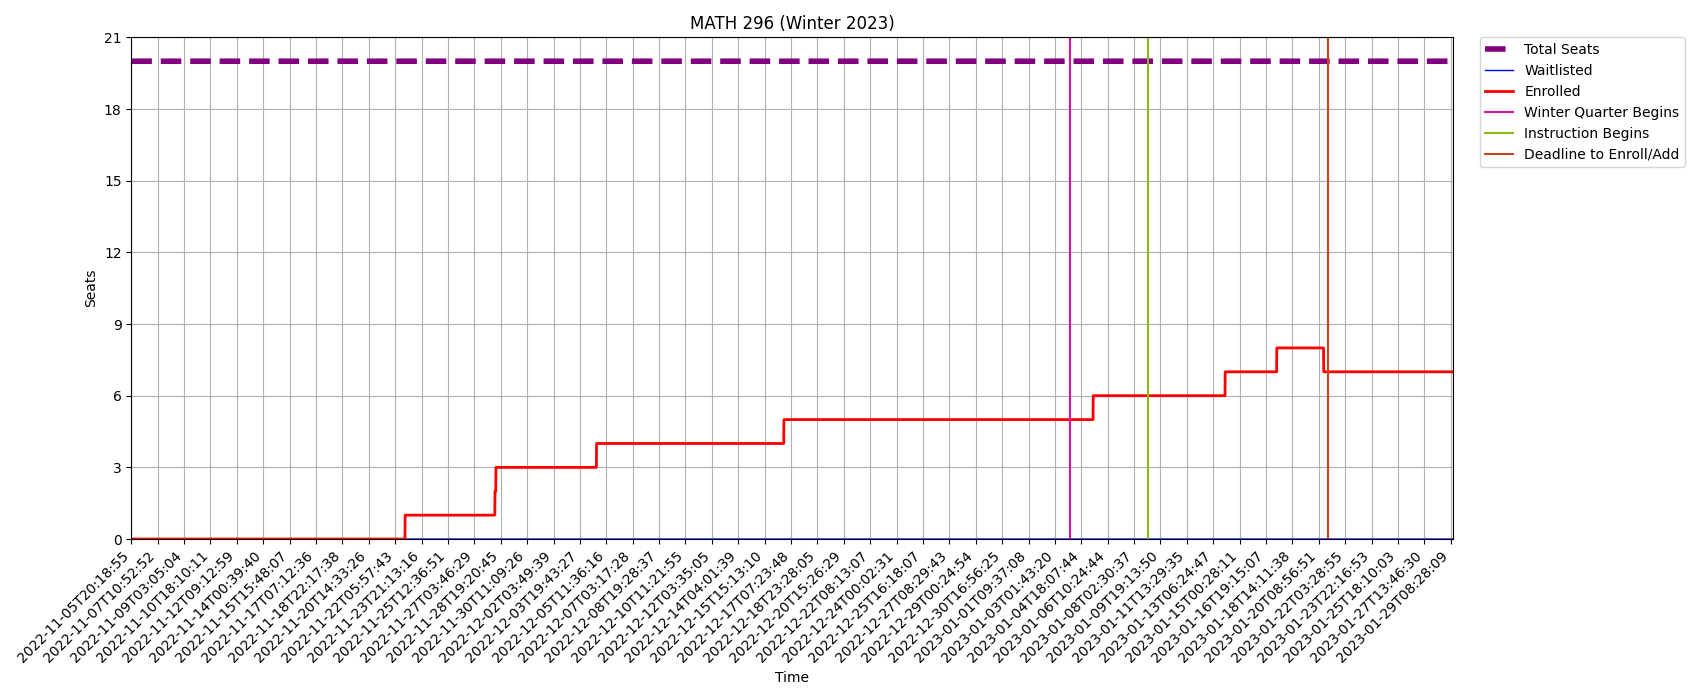 MATH 296 (Winter 2023)
21
18
15
12
9
6
3
0
Seats
2022-11-05T20:18:55
2022-11-07T10:52:52
2022-11-09T03:05:04
2022-11-10T18:10:11
2022-11-12T09:12:59
2022-11-14T00:39:40
2022-11-15T15:48:07
2022-11-17T07:12:36
2022-11-18T22:17:38
2022-11-20T14:33:26
2022-11-22T05:57:43
2022-11-23T21:13:16
2022-11-25T12:36:51
2022-11-27T03:46:29
2022-11-28T19:20:45
2022-11-30T11:09:26
2022-12-02T03:49:39
2022-12-03T19:43:27
2022-12-05T11:36:16
2022-12-07T03:17:28
2022-12-08T19:28:37
2022-12-10T11:21:55
2022-12-12T03:35:05
2022-12-14T04:01:39
2022-12-15T15:13:10
2022-12-17T07:23:48
2022-12-18T23:28:05
2022-12-20T15:26:29
2022-12-22T08:13:07
2022-12-24T00:02:31
2022-12-25T16:18:07
2022-12-27T08:29:43
2022-12-29T00:24:54
2022-12-30T16:56:25
2023-01-01T09:37:08
2023-01-03T01:43:20
2023-01-04T18:07:44
2023-01-06T10:24:44
2023-01-08T02:30:37
2023-01-09T19:13:50
2023-01-11T13:29:35
2023-01-13T06:24:47
2023-01-15T00:28:11
2023-01-16T19:15:07
2023-01-18T14:11:38
2023-01-20T08:56:51
2023-01-22T03:28:55
2023-01-23T22:16:53
2023-01-25T18:10:03
2023-01-27T13:46:30
2023-01-29T08:28:09
Time
Total Seats
Waitlisted
Enrolled
Winter Quarter Begins
Instruction Begins
Deadline to Enroll/Add